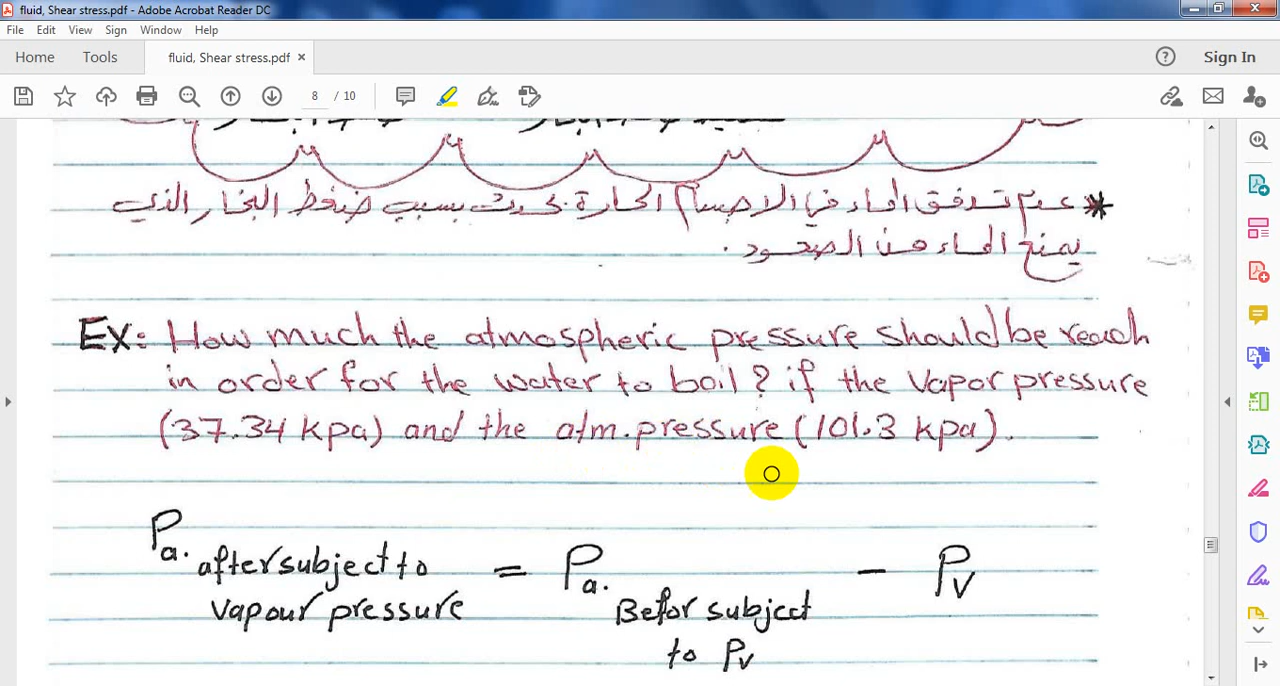 fluid, Shear stress.pdf - Adobe Acrobat Reader DC
File Edit View Sign Window Help
Home Tools fluid, Shear stress.pdf × Sign In
8 / 10
* عدم تدفق الماء في الاجسام الحارة يحدث بسبب ضغط البخار الذي
يمنع الماء من الصعود.
Ex: How much the atmospheric pressure should be reach
in order for the water to boil? if the vapor pressure
(37.34 kpa) and the atm.pressure (101.3 kpa).
Pa. after subject to vapour pressure = Pa. Befor subject to Pv - Pv